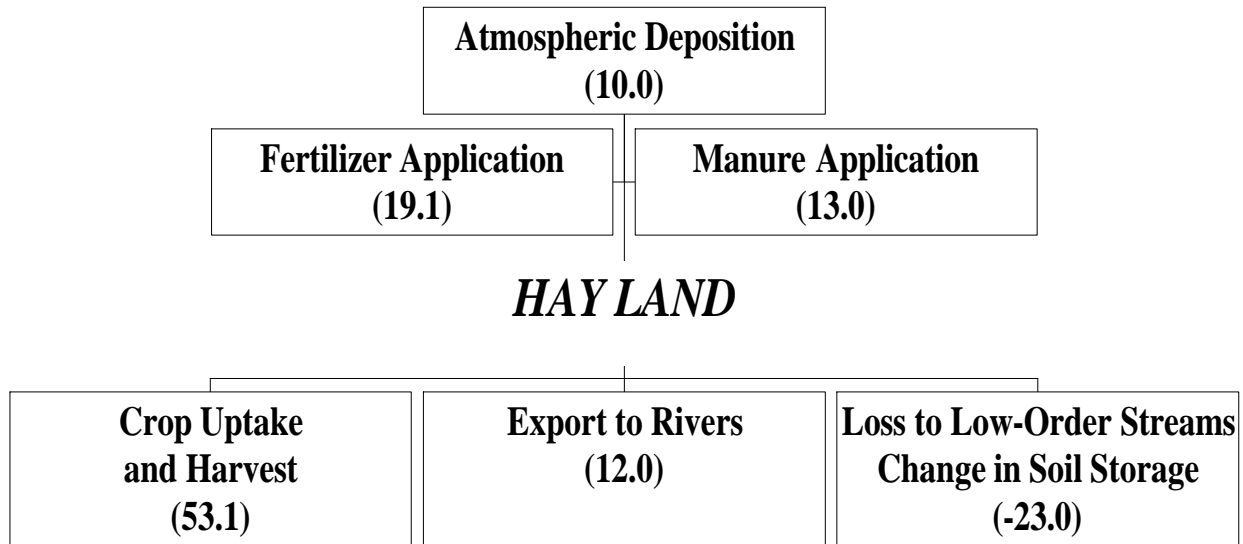 Atmospheric Deposition
(10.0)
Fertilizer Application
(19.1)
Manure Application
(13.0)
HAY LAND
Crop Uptake
and Harvest
(53.1)
Export to Rivers
(12.0)
Loss to Low-Order Streams
Change in Soil Storage
(-23.0)